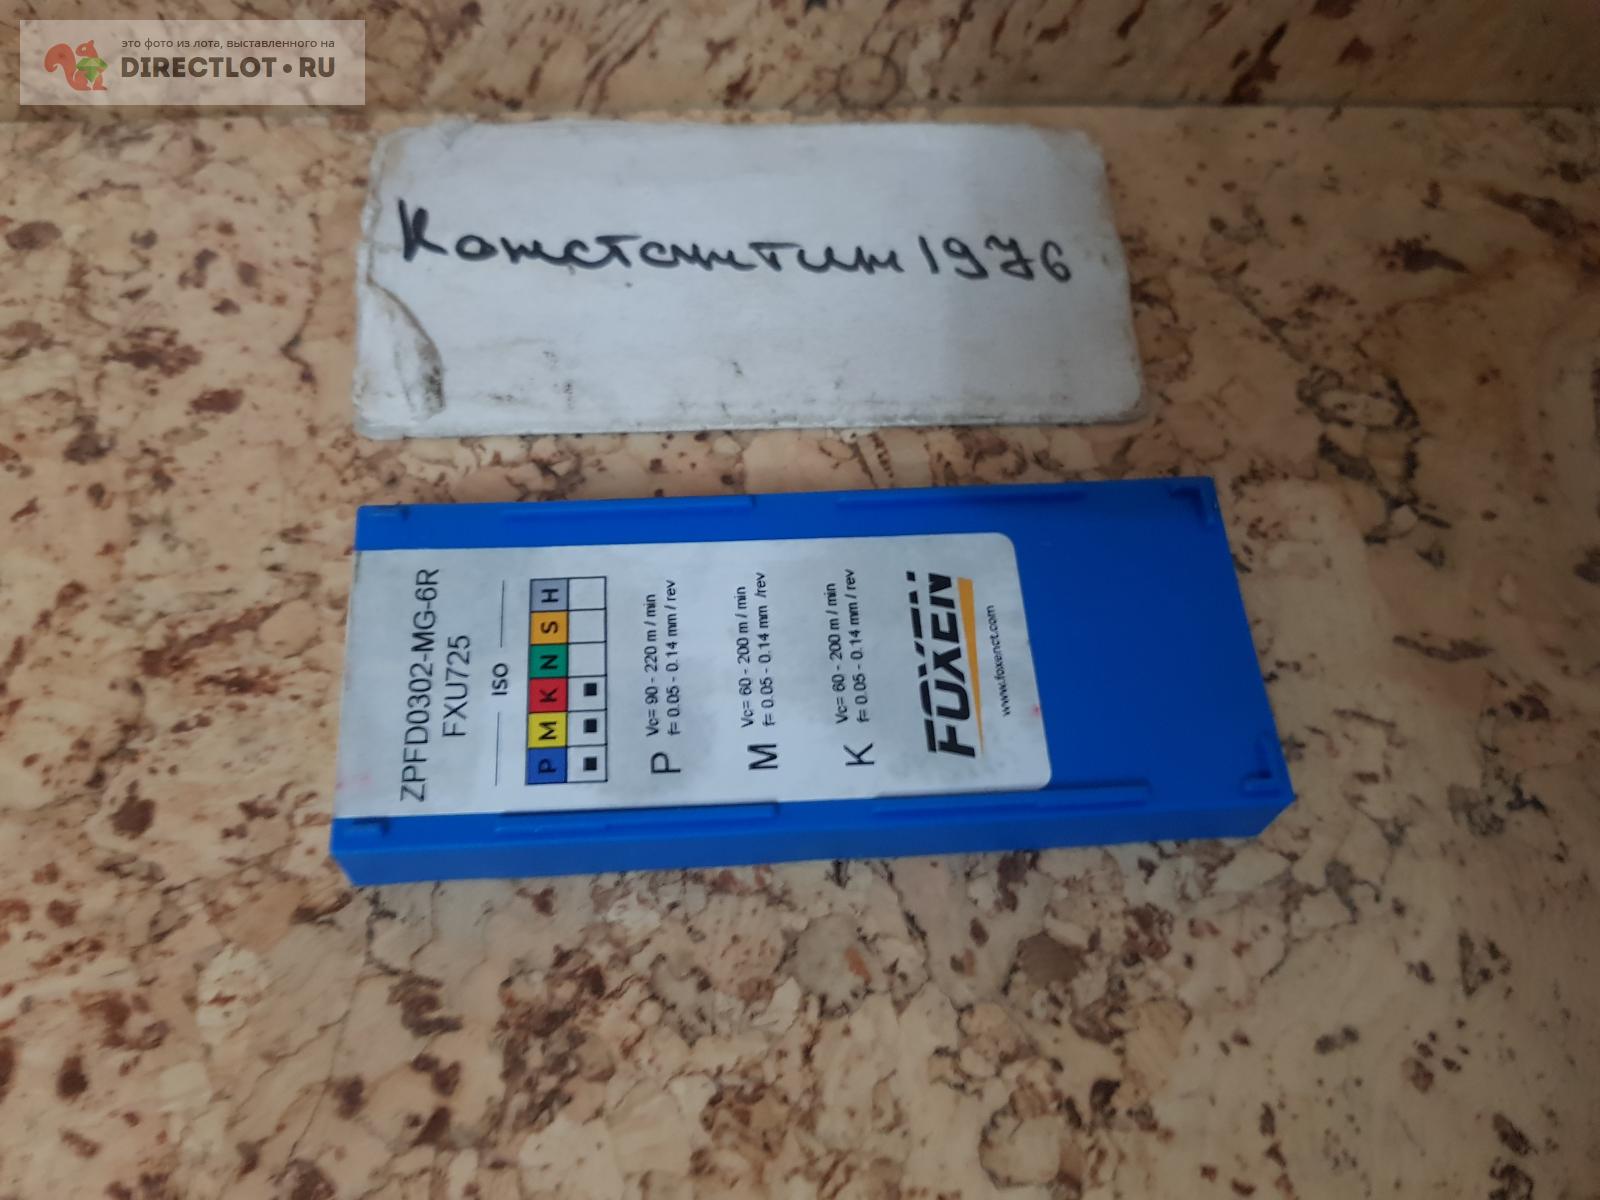 это фото из лота, выставленного на
DIRECTLOT•RU
Константин 1976
ZPFD0302-MG-6R
FXU725
ISO
P M K N S H
P
Vc= 90 - 220 m / min
f= 0.05 - 0.14 mm / rev
M
Vc= 60 - 200 m / min
f= 0.05 - 0.14 mm /rev
K
Vc= 60 - 200 m / min
f= 0.05 - 0.14 mm / rev
FOXEN
www.foxenct.com